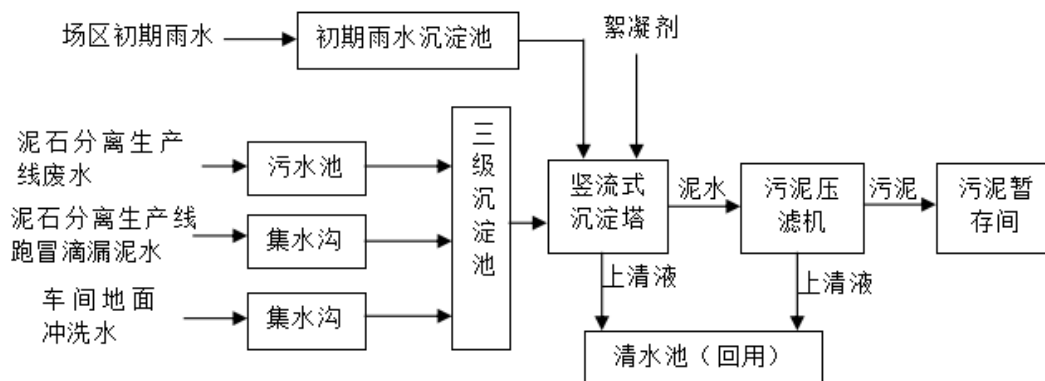 场区初期雨水
初期雨水沉淀池
絮凝剂
泥石分离生产
线废水
污水池
三级沉淀池
竖流式
沉淀塔
泥水
污泥压
滤机
污泥
污泥暂
存间
泥石分离生产线
跑冒滴漏泥水
集水沟
车间地面
冲洗水
集水沟
上清液
上清液
清水池（回用）